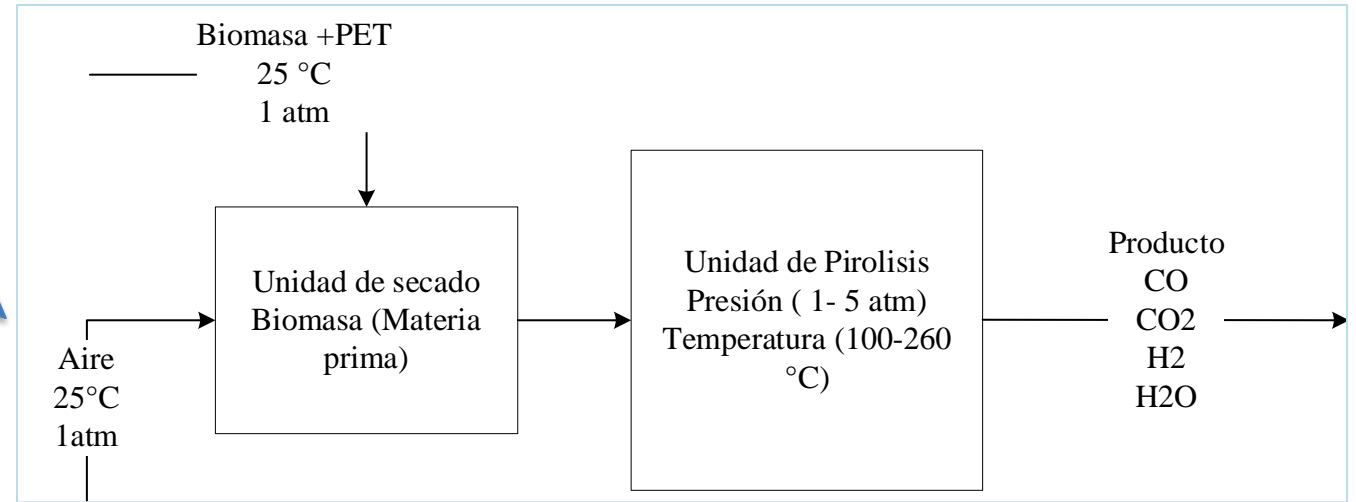 Biomasa +PET
25 °C
1 atm
Unidad de secado
Biomasa (Materia
prima)
Unidad de Pirolisis
Presión ( 1- 5 atm)
Temperatura (100-260
°C)
Producto
CO
CO2
H2
H2O
Aire
25°C
1atm